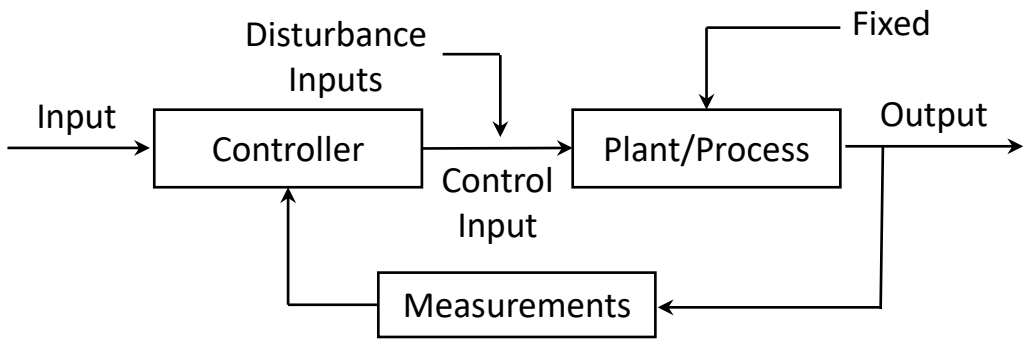 Disturbance
Inputs
Fixed
Input
Controller
Control
Input
Plant/Process
Output
Measurements